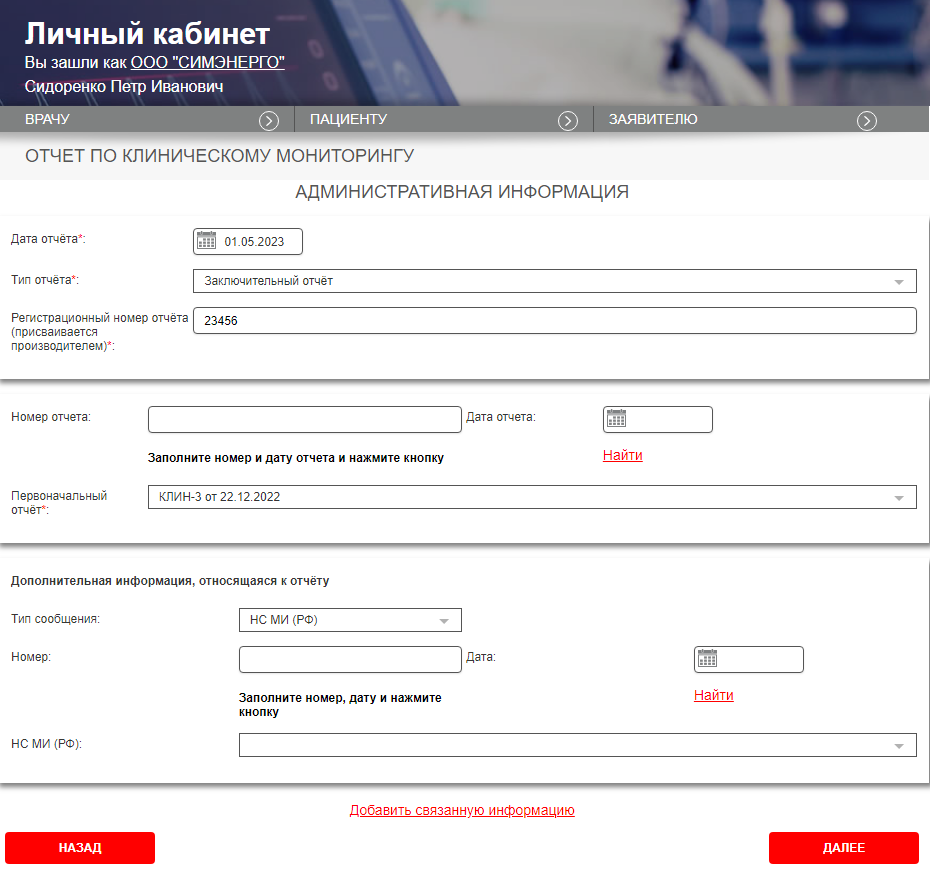 Личный кабинет
Вы зашли как ООО "СИМЭНЕРГО"
Сидоренко Петр Иванович
ВРАЧУ
ПАЦИЕНТУ
ЗАЯВИТЕЛЮ
ОТЧЕТ ПО КЛИНИЧЕСКОМУ МОНИТОРИНГУ
АДМИНИСТРАТИВНАЯ ИНФОРМАЦИЯ
Дата отчёта*:
01.05.2023
Тип отчёта*:
Заключительный отчёт
Регистрационный номер отчёта
(присваивается
производителем)*:
23456
Номер отчета:
Дата отчета:
Заполните номер и дату отчета и нажмите кнопку
Найти
Первоначальный
отчёт*:
КЛИН-3 от 22.12.2022
Дополнительная информация, относящаяся к отчёту
Тип сообщения:
НС МИ (РФ)
Номер:
Дата:
Заполните номер, дату и нажмите
кнопку
Найти
НС МИ (РФ):
Добавить связанную информацию
НАЗАД
ДАЛЕЕ